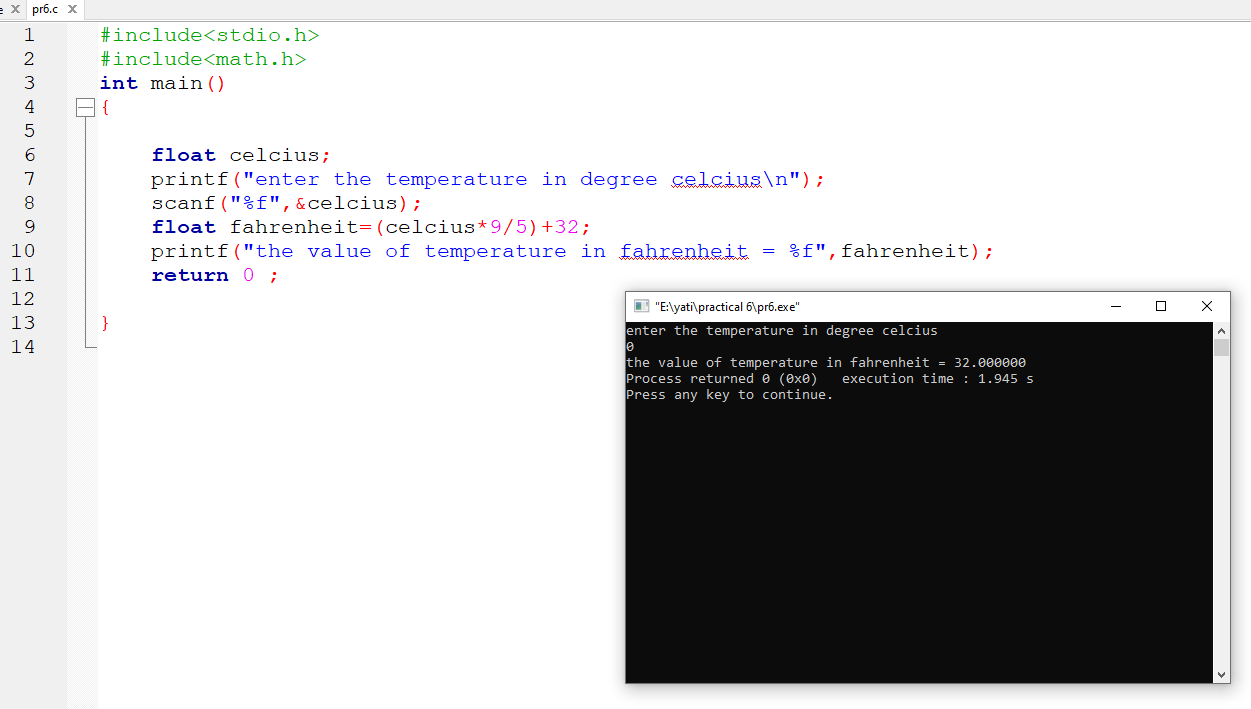 e pr6.c
1 #include<stdio.h>
2 #include<math.h>
3 int main()
4 {
5
6 float celcius;
7 printf("enter the temperature in degree celcius\n");
8 scanf("%f",&celcius);
9 float fahrenheit=(celcius*9/5)+32;
10 printf("the value of temperature in fahrenheit = %f",fahrenheit);
11 return 0 ;
12
13 }
14
"E:\yati\practical 6\pr6.exe"
enter the temperature in degree celcius
0
the value of temperature in fahrenheit = 32.000000
Process returned 0 (0x0)   execution time : 1.945 s
Press any key to continue.